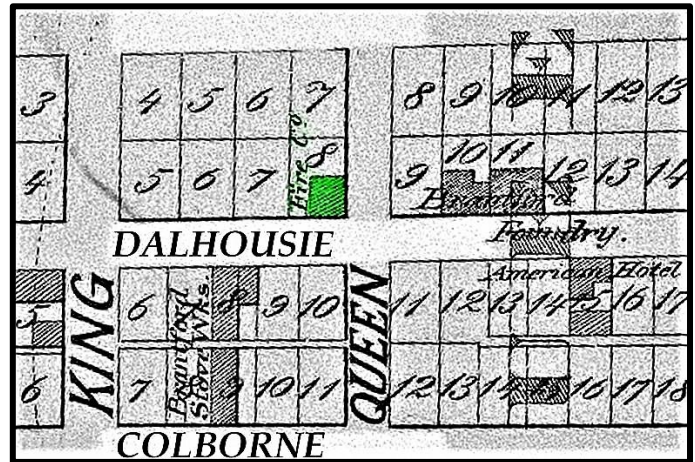 3 4 5 6 7 8 9 10 11 12 13
4 5 6 7 8 9 10 11 12 13 14
Fire Co
Brantford
Foundry.
DALHOUSIE
American Hotel
5 6 8 9 10 11 12 13 14 15 16 17
Brantford
Stove Wks.
KING
QUEEN
6 7 9 10 11 12 13 14 15 16 17 18
COLBORNE